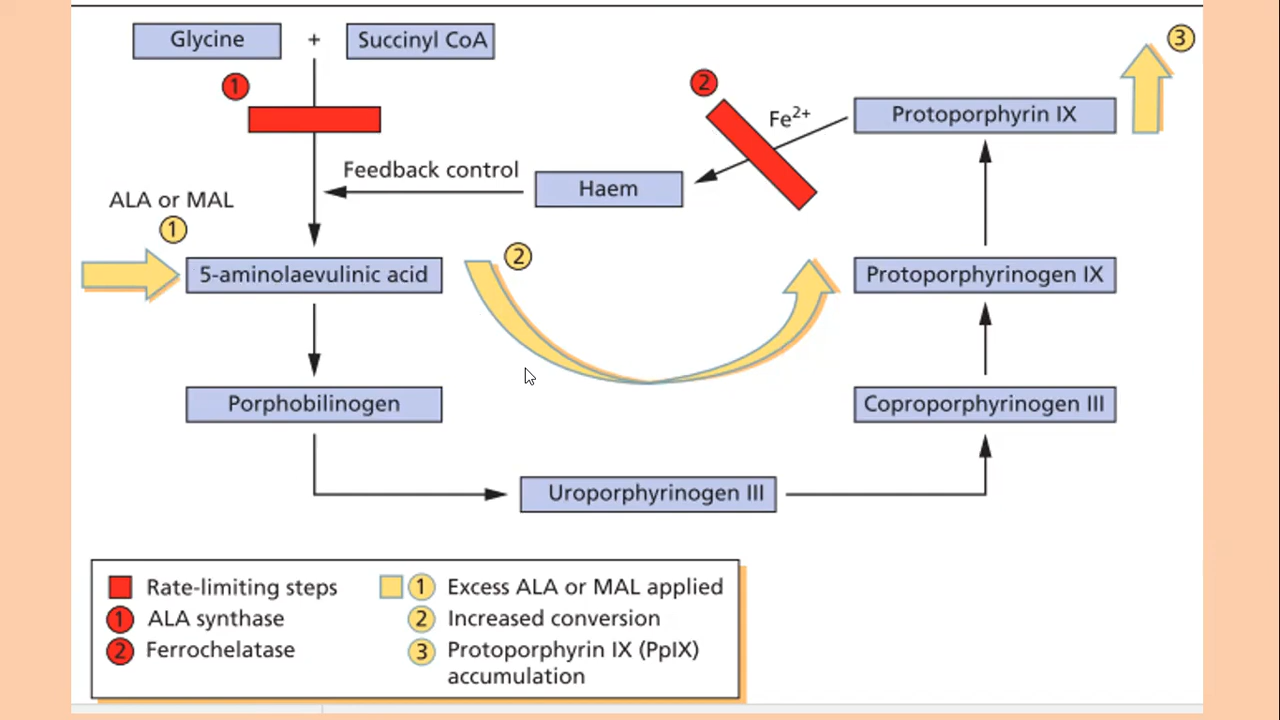 Glycine + Succinyl CoA
1
2
3
Fe2+
Protoporphyrin IX
Feedback control
Haem
ALA or MAL
1
5-aminolaevulinic acid
2
Protoporphyrinogen IX
Porphobilinogen
Coproporphyrinogen III
Uroporphyrinogen III
Rate-limiting steps
1 ALA synthase
2 Ferrochelatase
1 Excess ALA or MAL applied
2 Increased conversion
3 Protoporphyrin IX (PpIX)
accumulation